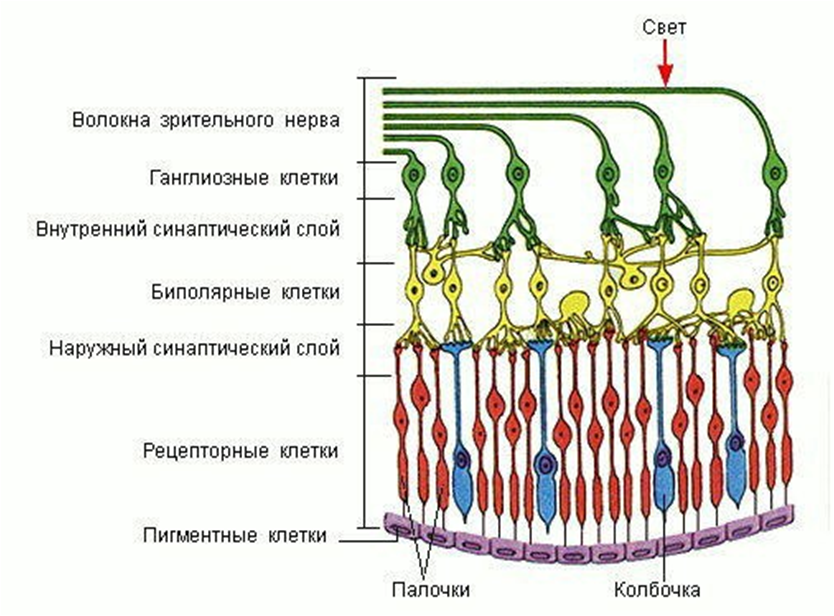 Свет
Волокна зрительного нерва
Ганглиозные клетки
Внутренний синаптический слой
Биполярные клетки
Наружный синаптический слой
Рецепторные клетки
Пигментные клетки
Палочки
Колбочка